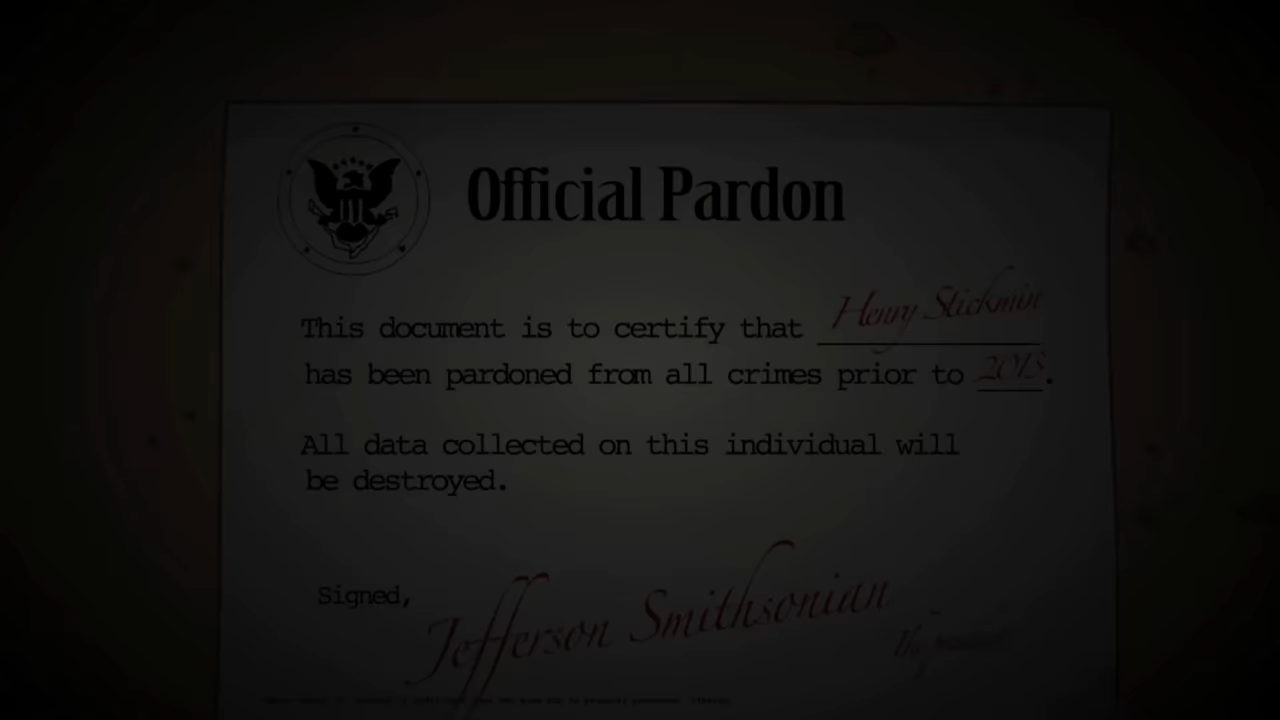 Official Pardon
This document is to certify that Henry Stickmin
has been pardoned from all crimes prior to 2013.
All data collected on this individual will
be destroyed.
Signed,
Jefferson Smithsonian
The